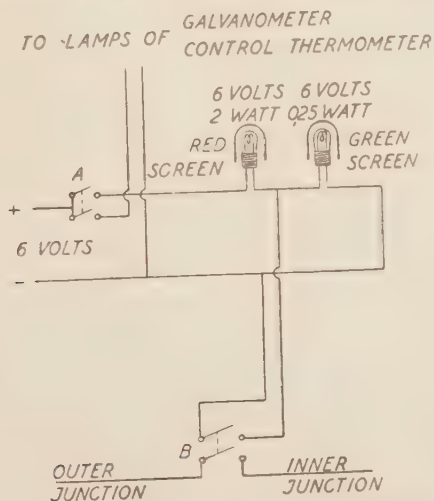 GALVANOMETER
TO LAMPS OF CONTROL THERMOMETER
6 VOLTS 6 VOLTS
2 WATT 0,25 WATT
RED SCREEN
GREEN SCREEN
A
+
6 VOLTS
-
B
OUTER JUNCTION
INNER JUNCTION